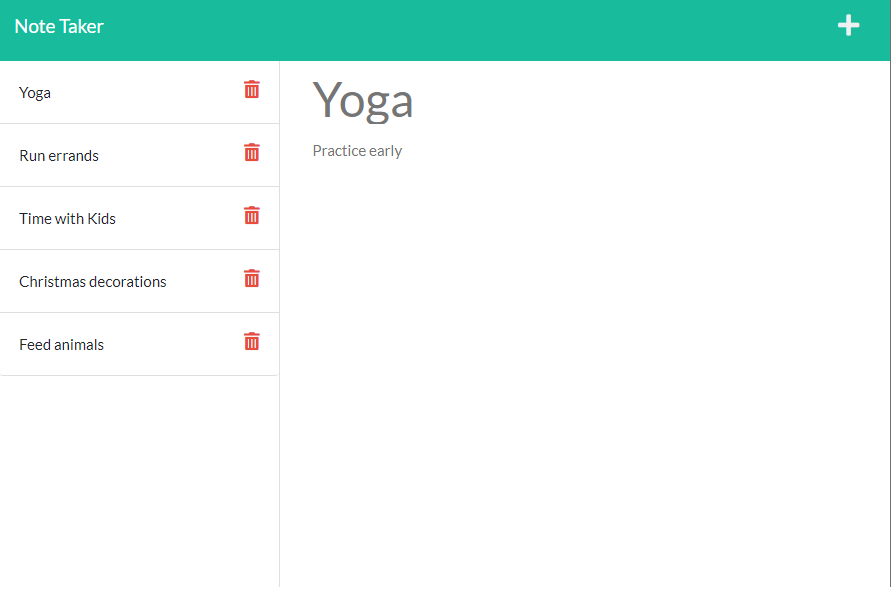 Note Taker
Yoga
Run errands
Time with Kids
Christmas decorations
Feed animals
Yoga
Practice early